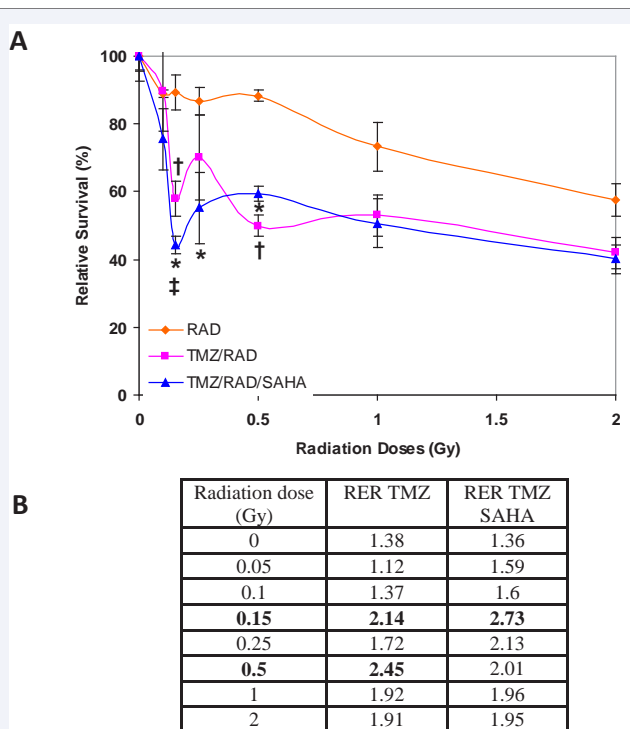 A
Relative Survival (%)
100
80
60
40
20
0
†
*
‡
*
*
†
RAD
TMZ/RAD
TMZ/RAD/SAHA
0 0.5 1 1.5 2
Radiation Doses (Gy)
B
Radiation dose (Gy) RER TMZ RER TMZ SAHA
0 1.38 1.36
0.05 1.12 1.59
0.1 1.37 1.6
0.15 2.14 2.73
0.25 1.72 2.13
0.5 2.45 2.01
1 1.92 1.96
2 1.91 1.95